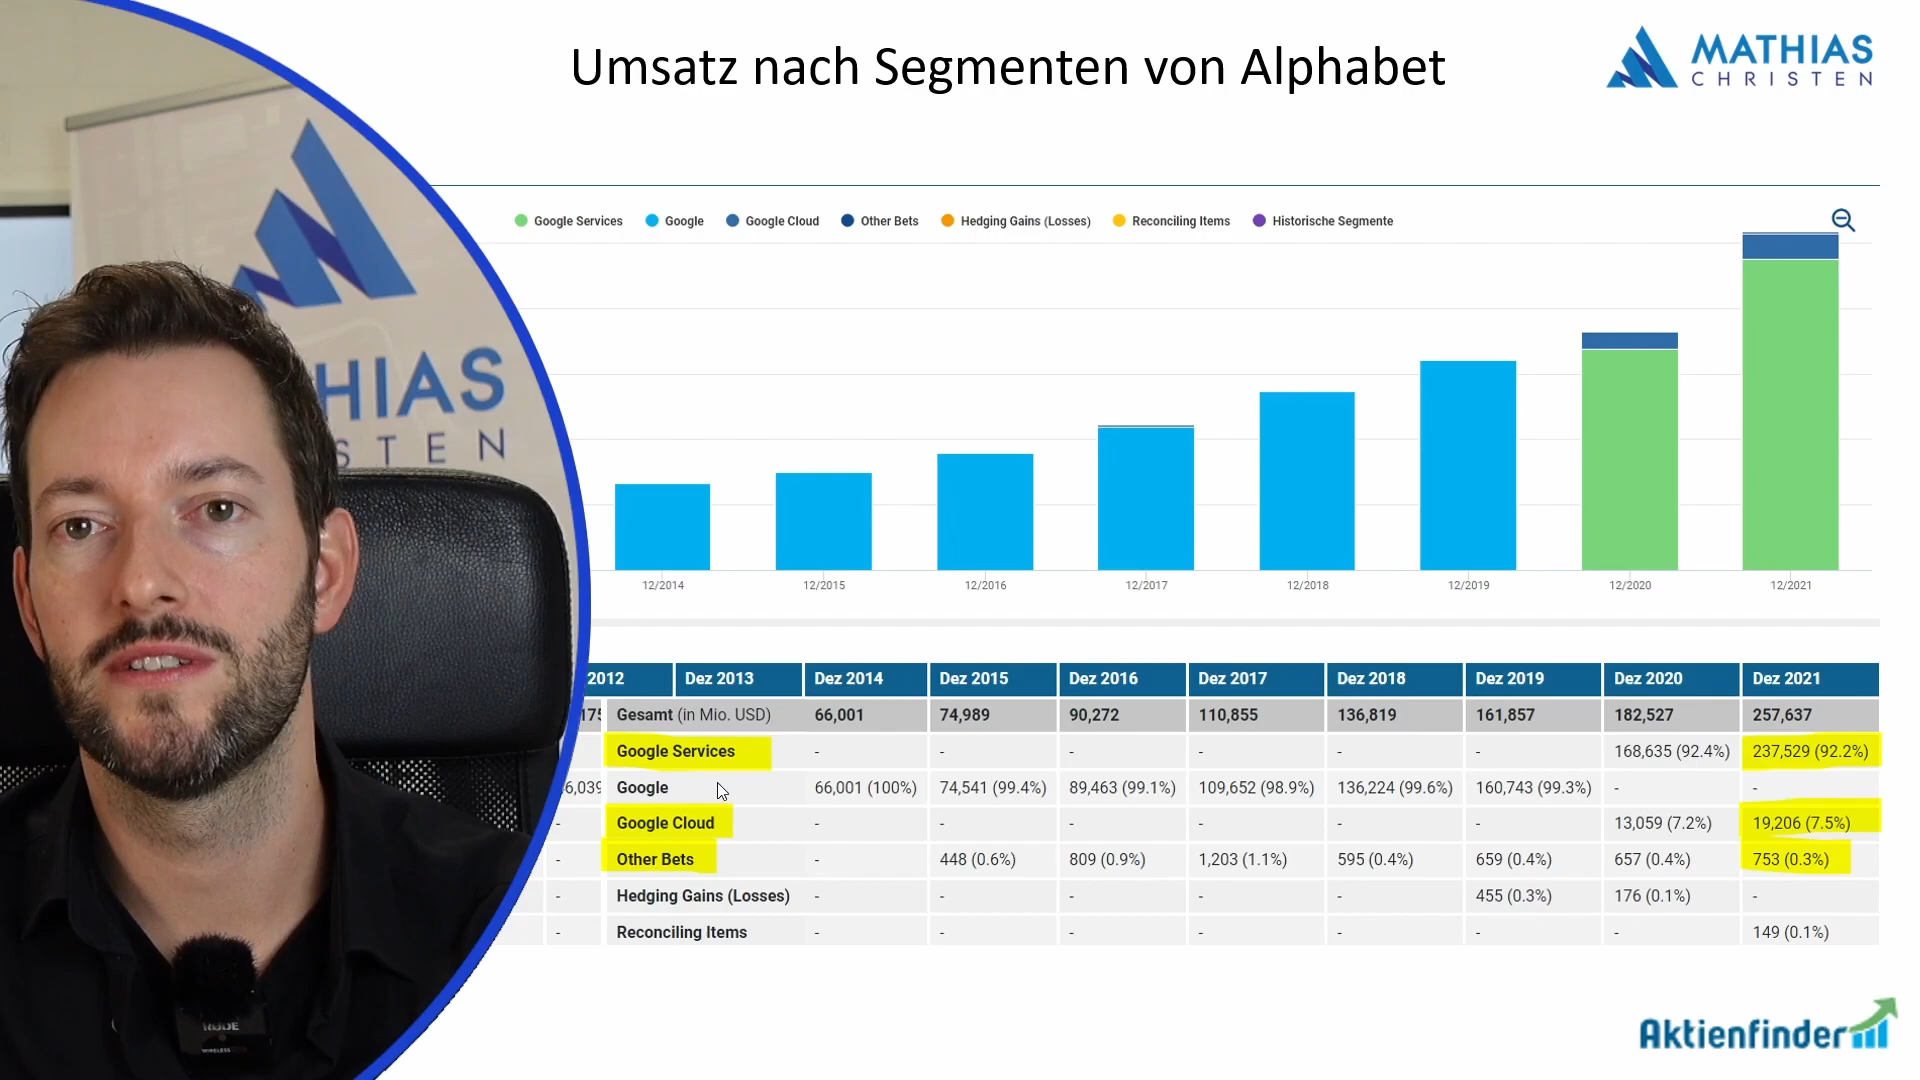 Umsatz nach Segmenten von Alphabet
MATHIAS
CHRISTEN
Google Services Google Google Cloud Other Bets Hedging Gains (Losses) Reconciling Items Historische Segmente
HIAS
STEN
12/2014 12/2015 12/2016 12/2017 12/2018 12/2019 12/2020 12/2021
2012 Dez 2013 Dez 2014 Dez 2015 Dez 2016 Dez 2017 Dez 2018 Dez 2019 Dez 2020 Dez 2021
175 Gesamt (in Mio. USD) 66,001 74,989 90,272 110,855 136,819 161,857 182,527 257,637
Google Services - - - - - - 168,635 (92.4%) 237,529 (92.2%)
6,039 Google 66,001 (100%) 74,541 (99.4%) 89,463 (99.1%) 109,652 (98.9%) 136,224 (99.6%) 160,743 (99.3%) - -
- Google Cloud - - - - - - 13,059 (7.2%) 19,206 (7.5%)
- Other Bets - 448 (0.6%) 809 (0.9%) 1,203 (1.1%) 595 (0.4%) 659 (0.4%) 657 (0.4%) 753 (0.3%)
- Hedging Gains (Losses) - - - - - 455 (0.3%) 176 (0.1%) -
- Reconciling Items - - - - - - - 149 (0.1%)
RODE
WIRELESS
Aktienfinder